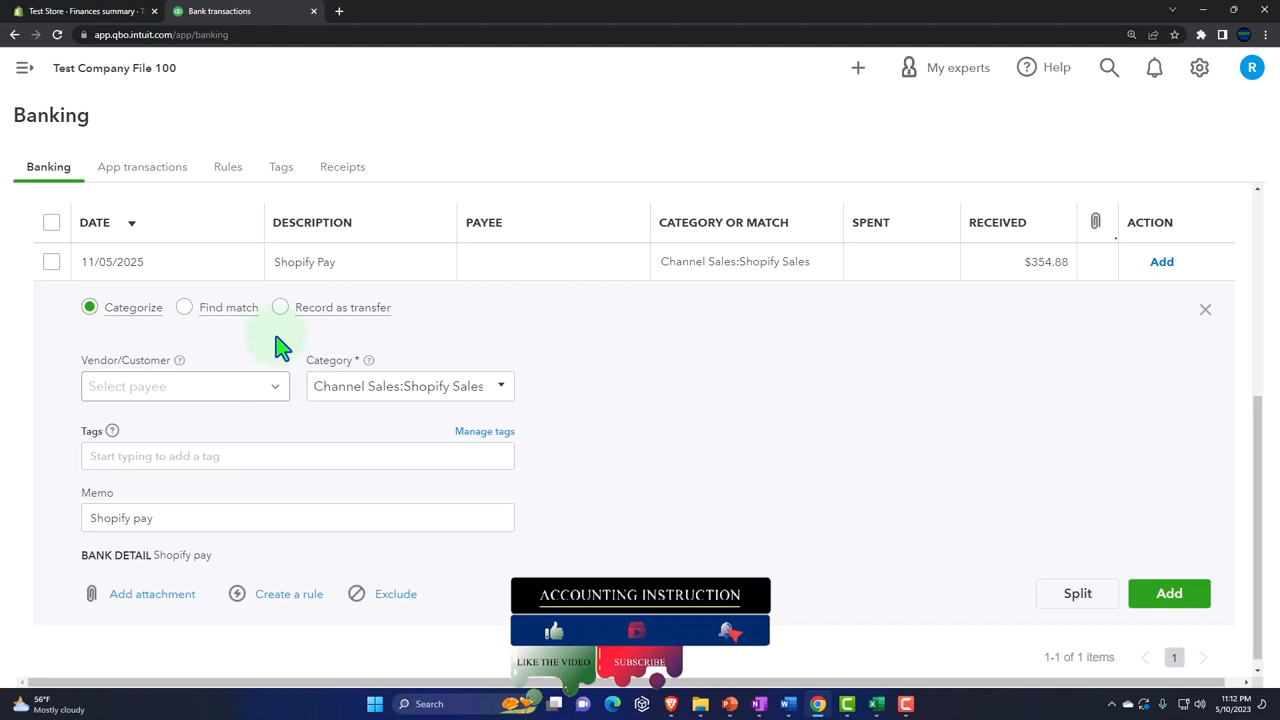 Test Store - Finances summary - T
Bank transactions
app.qbo.intuit.com/app/banking
Test Company File 100
My experts
Help
R
Banking
Banking App transactions Rules Tags Receipts
DATE DESCRIPTION PAYEE CATEGORY OR MATCH SPENT RECEIVED ACTION
11/05/2025 Shopify Pay Channel Sales:Shopify Sales $354.88 Add
Categorize Find match Record as transfer
Vendor/Customer Category *
Select payee Channel Sales:Shopify Sales
Tags Manage tags
Start typing to add a tag
Memo
Shopify pay
BANK DETAIL Shopify pay
Add attachment Create a rule Exclude Split Add
ACCOUNTING INSTRUCTION
LIKE THE VIDEO SUBSCRIBE
1-1 of 1 items 1
56°F
Mostly cloudy
Search
11:12 PM
5/10/2023